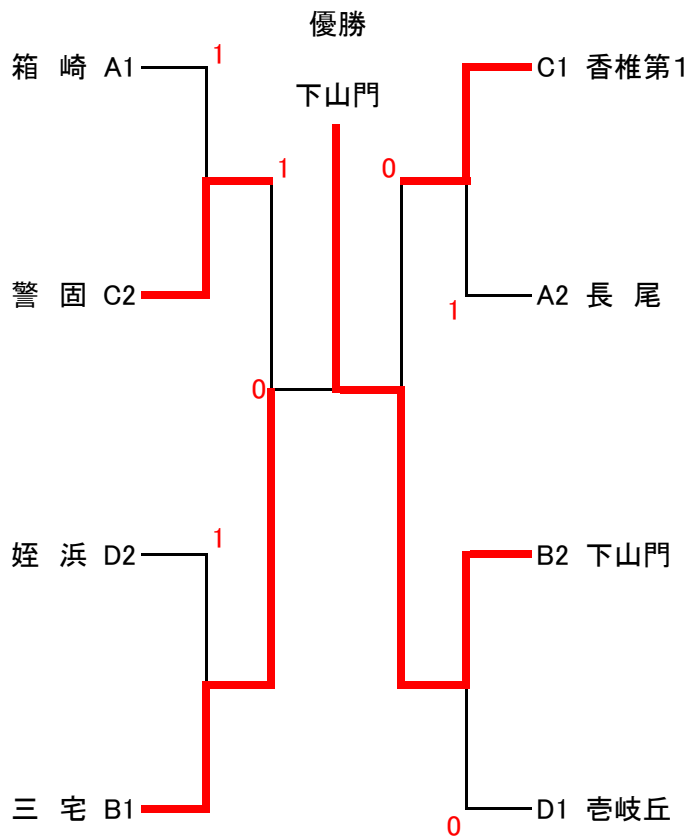 優勝
下山門
箱 崎 A1
1
C1 香椎第1
1
0
警 固 C2
A2 長 尾
1
0
姪 浜 D2
1
B2 下山門
三 宅 B1
D1 壱岐丘
0